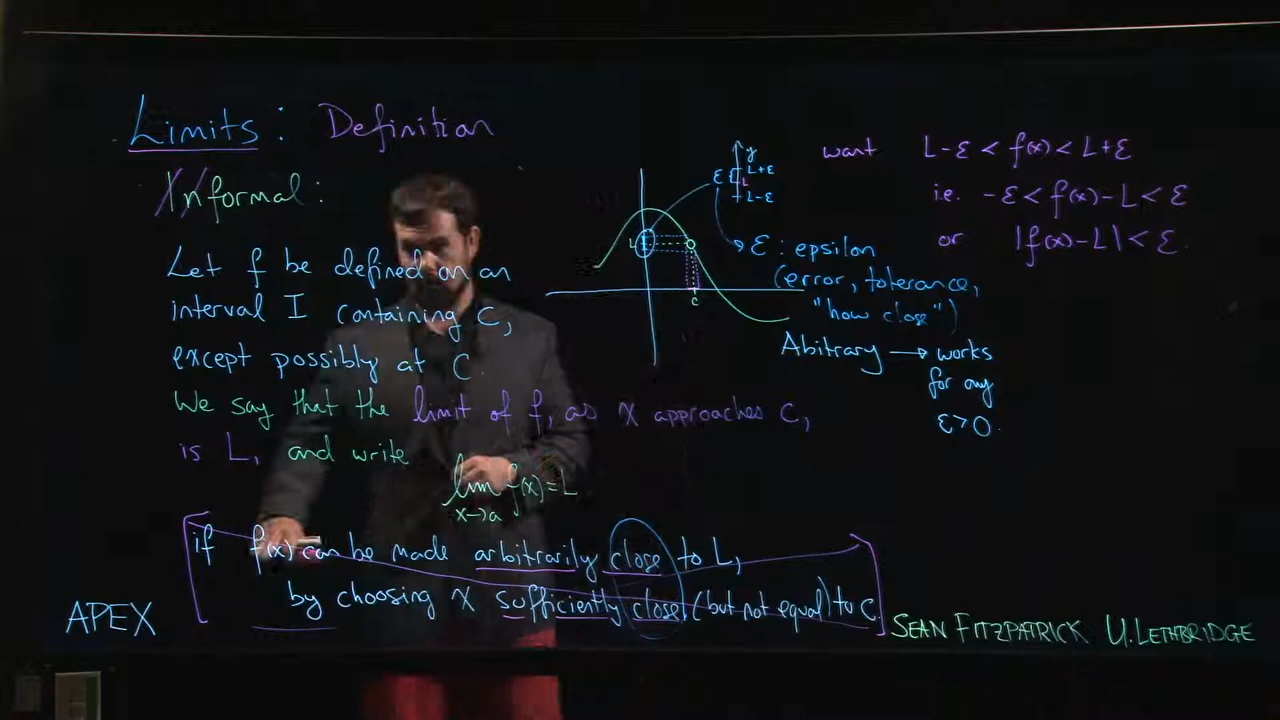 Limits: Definition
Informal:
Let f be defined on an
interval I containing c,
except possibly at c.
We say that the limit of f, as x approaches c,
is L, and write
lim f(x) = L
x→a
[if f(x) can be made arbitrarily close to L,
by choosing x sufficiently close (but not equal) to c.]
y
L+ε
ε { L
L-ε
L
c
ε : epsilon
(error, tolerance,
"how close")
Abitrary → works
for any
ε>0.
want L-ε < f(x) < L+ε
i.e. -ε < f(x)-L < ε
or |f(x)-L| < ε.
APEX
SEAN FITZPATRICK U. LETHBRIDGE